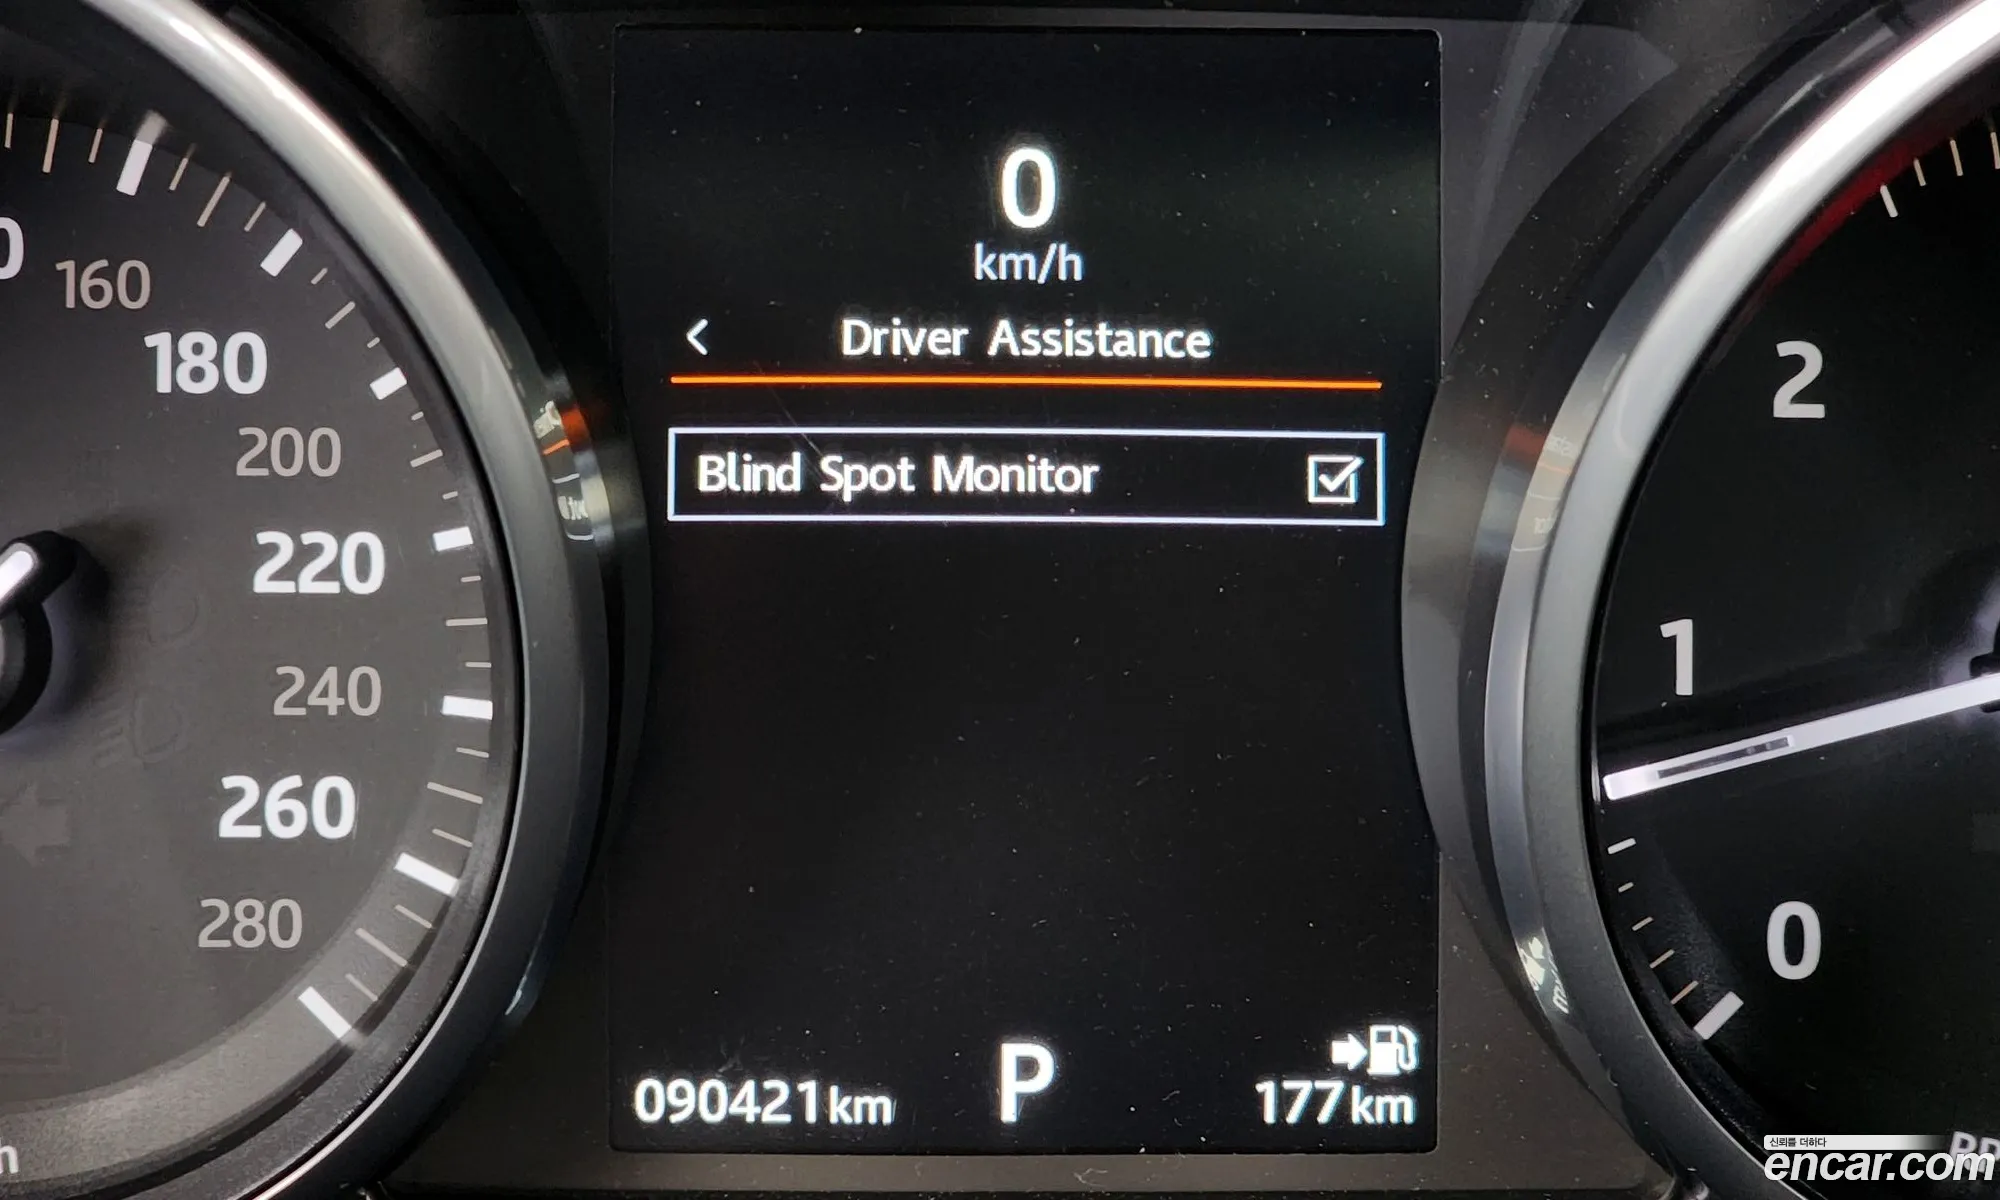 0
km/h
Driver Assistance
Blind Spot Monitor
160
180
200
220
240
260
280
2
1
0
090421km
P
177km
신뢰를 더하다
encar.com